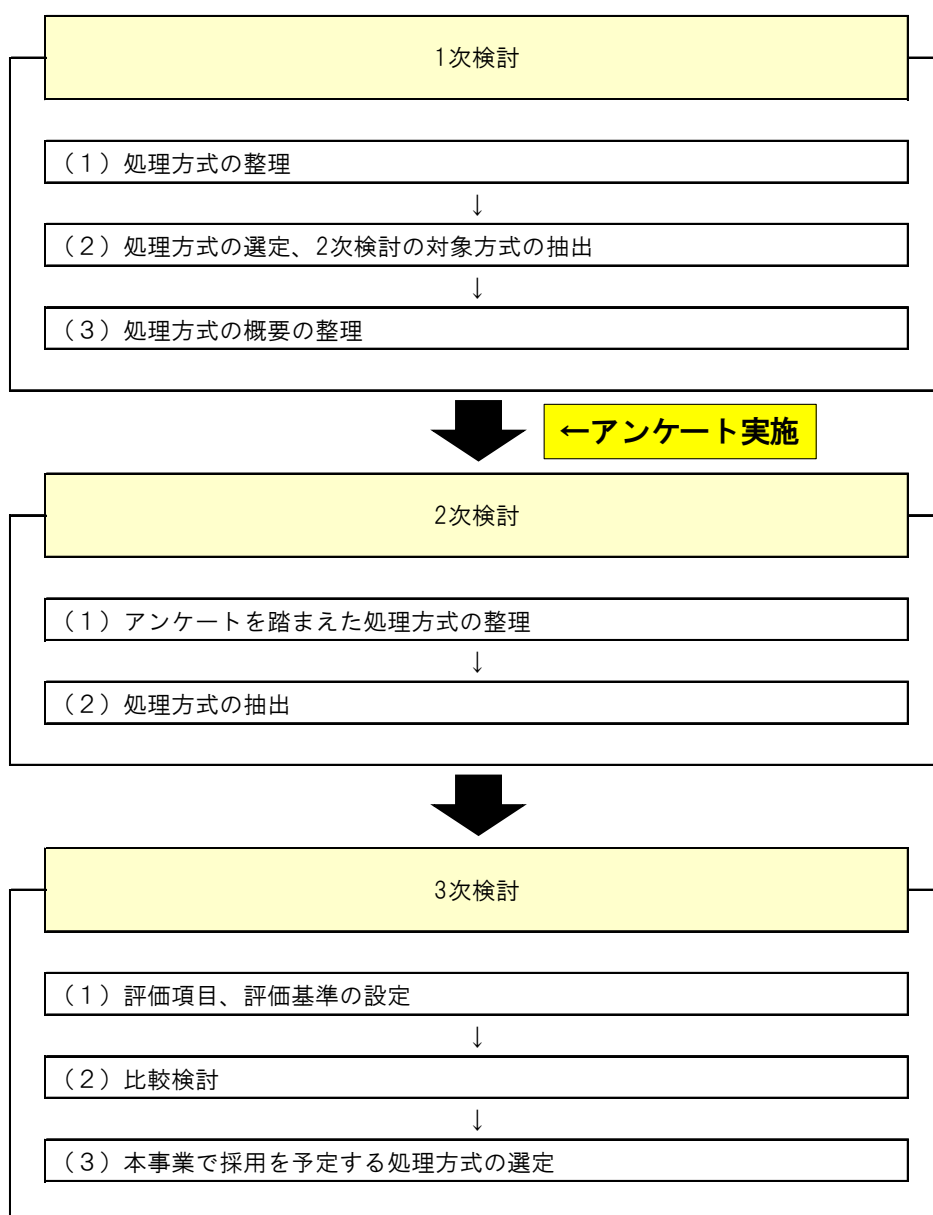 1次検討
（1）処理方式の整理
↓
（2）処理方式の選定、2次検討の対象方式の抽出
↓
（3）処理方式の概要の整理
←アンケート実施
2次検討
（1）アンケートを踏まえた処理方式の整理
↓
（2）処理方式の抽出
3次検討
（1）評価項目、評価基準の設定
↓
（2）比較検討
↓
（3）本事業で採用を予定する処理方式の選定